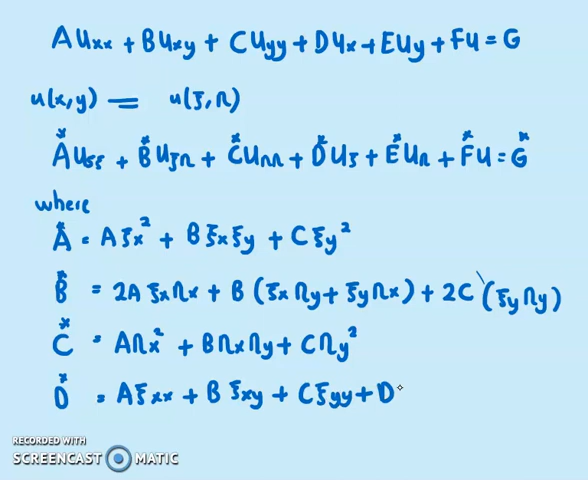 Auxx + Buxy + Cuyy + Dux + Euy + Fu = G
u(x,y) = u(ξ,η)
A* uξξ + B* uξη + C* uηη + D* uξ + E* uη + F* u = G*
where
A* = Aξx² + Bξxξy + Cξy²
B* = 2Aξxηx + B(ξxηy + ξyηx) + 2C(ξyηy)
C* = Aηx² + Bηxηy + Cηy²
D* = Aξxx + Bξxy + Cξyy + D
RECORDED WITH
SCREENCAST MATIC